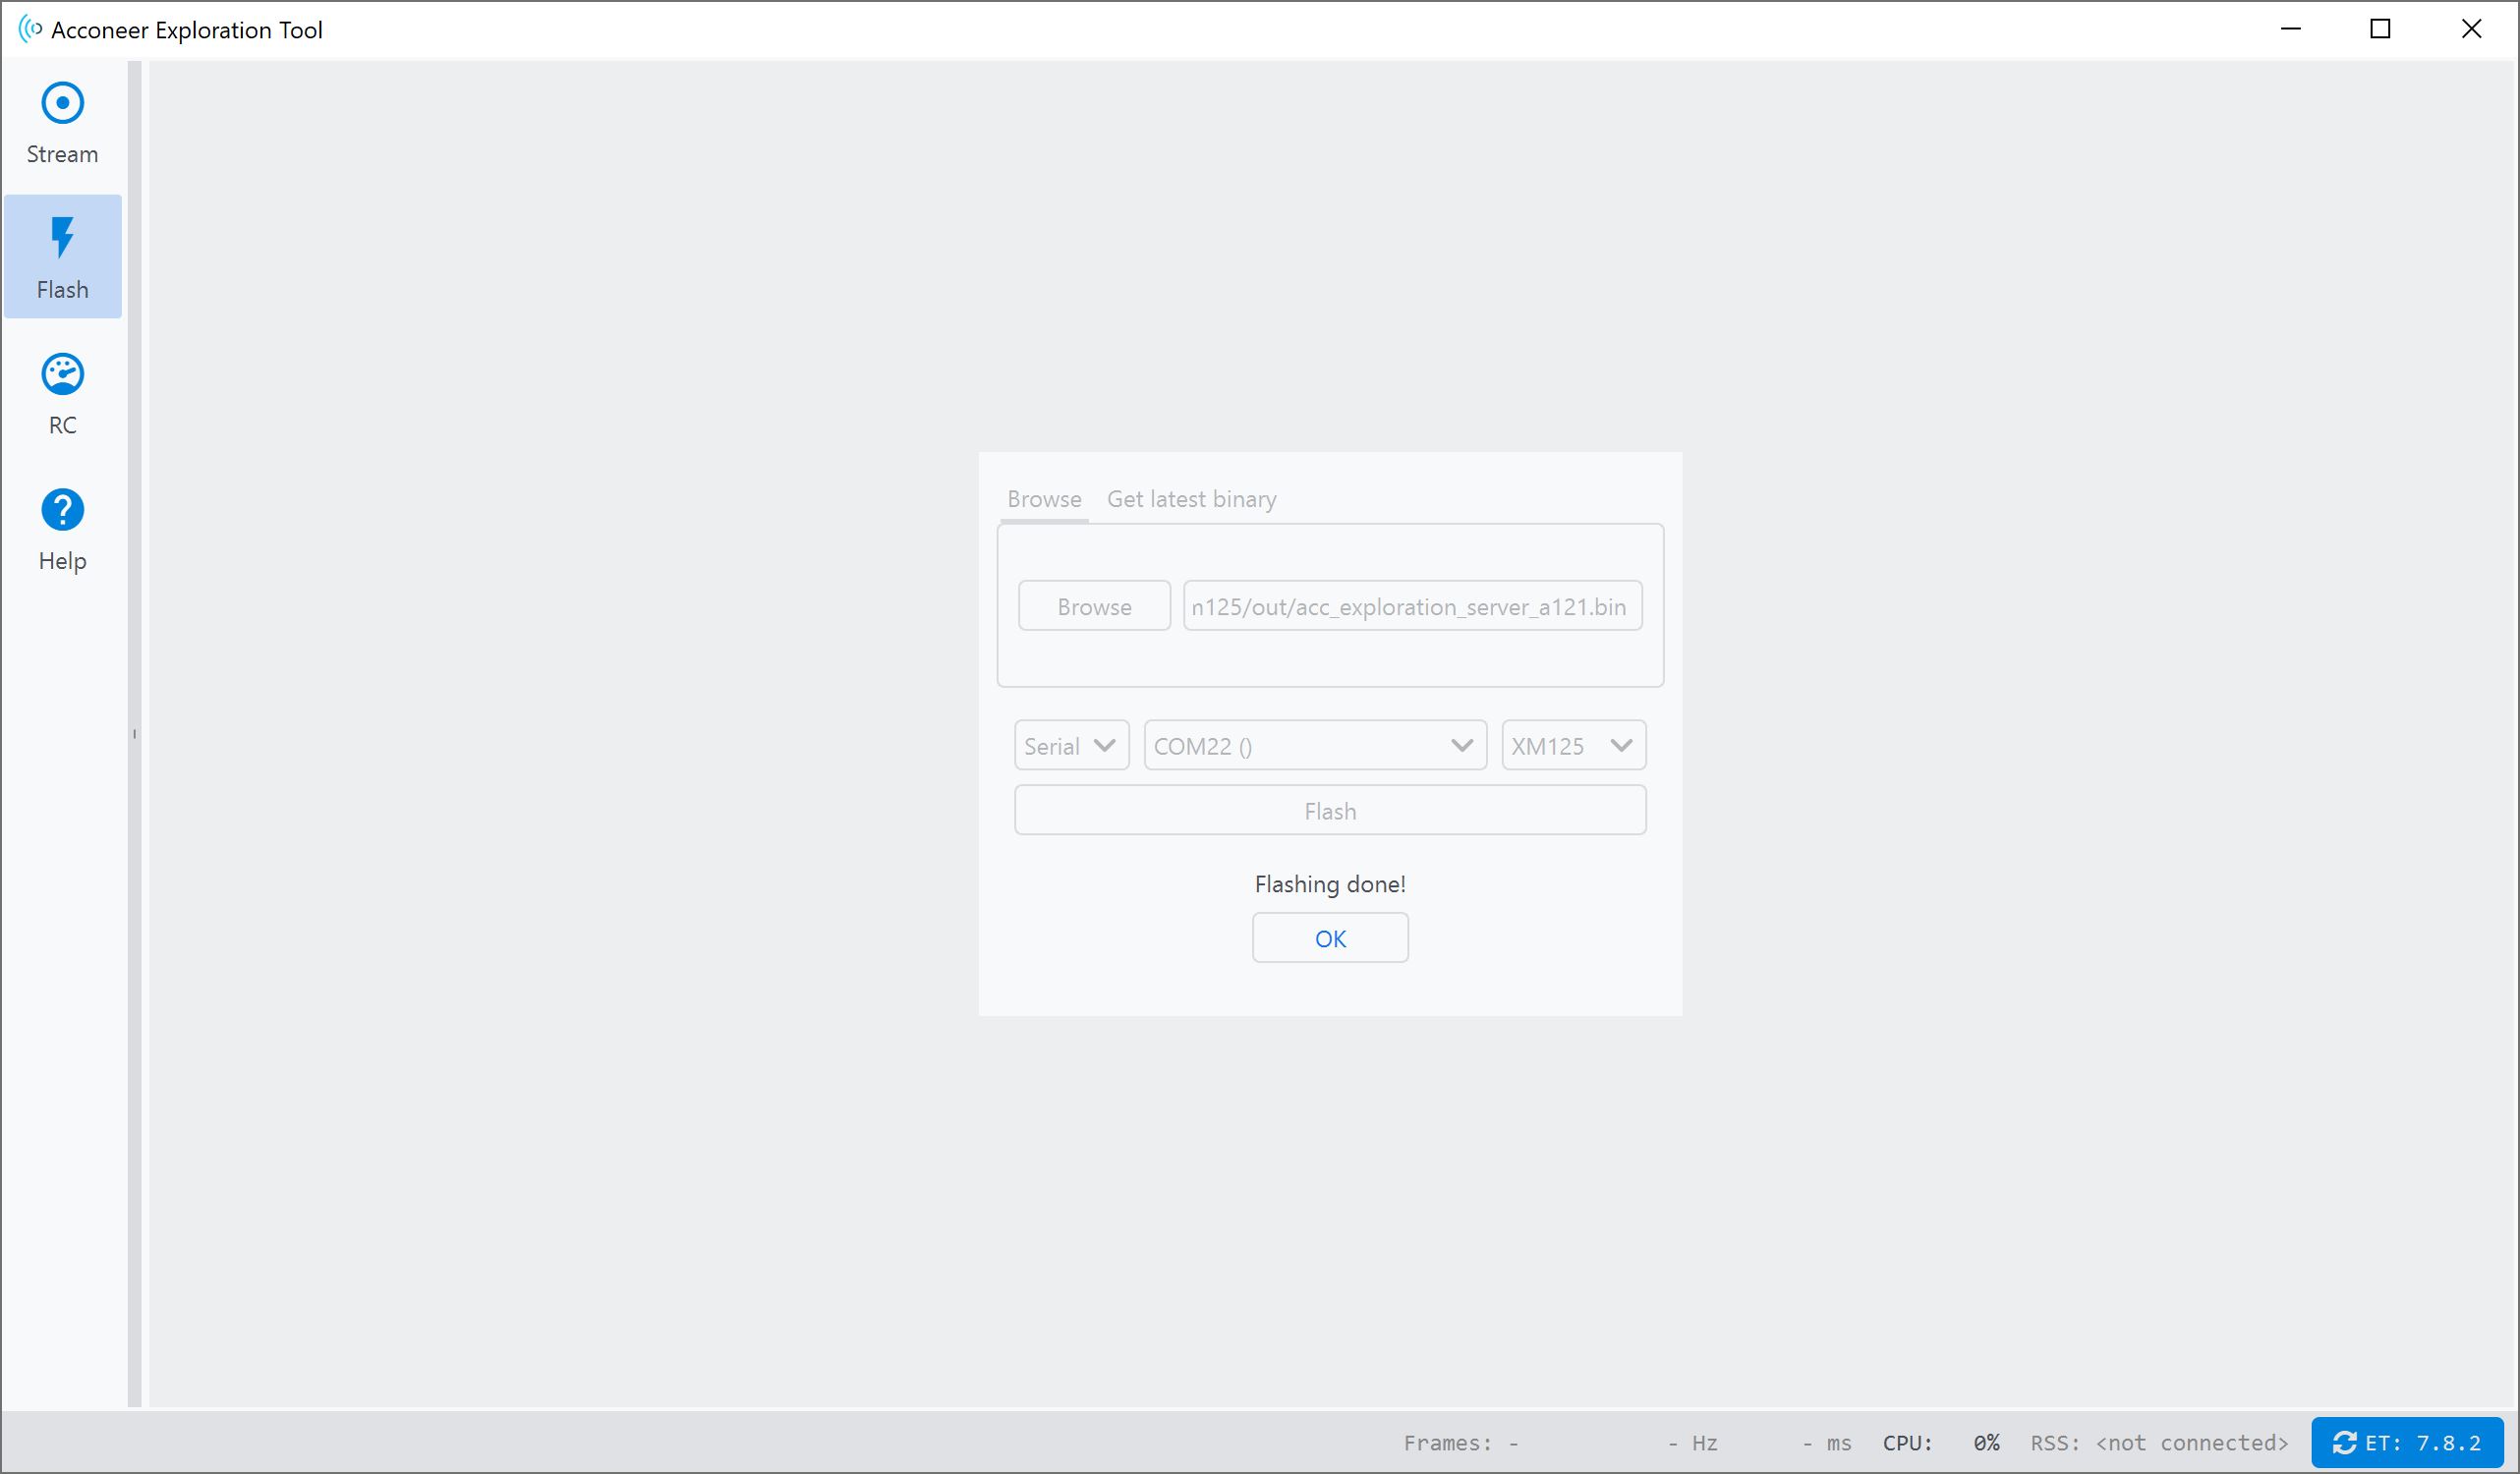 Acconeer Exploration Tool
Stream
Flash
RC
Help
Browse Get latest binary
Browse n125/out/acc_exploration_server_a121.bin
Serial COM22 () XM125
Flash
Flashing done!
OK
Frames: - - Hz - ms CPU: 0% RSS: <not connected> ET: 7.8.2